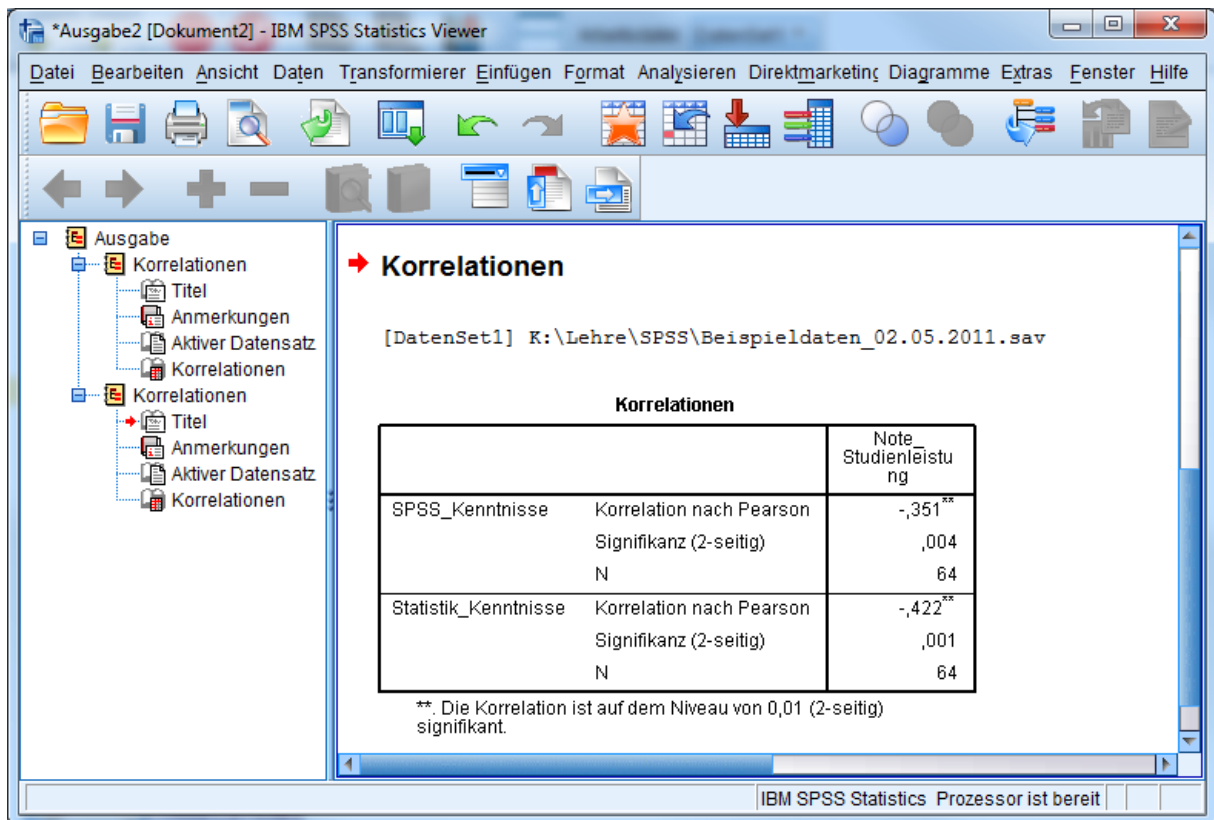 *Ausgabe2 [Dokument2] - IBM SPSS Statistics Viewer
Datei Bearbeiten Ansicht Daten Transformierer Einfügen Format Analysieren Direktmarketing Diagramme Extras Fenster Hilfe
Ausgabe
Korrelationen
Titel
Anmerkungen
Aktiver Datensatz
Korrelationen
Korrelationen
Titel
Anmerkungen
Aktiver Datensatz
Korrelationen
Korrelationen
[DatenSet1] K:\Lehre\SPSS\Beispieldaten_02.05.2011.sav
Korrelationen
Note_
Studienleistu
ng
SPSS_Kenntnisse Korrelation nach Pearson -,351**
Signifikanz (2-seitig) ,004
N 64
Statistik_Kenntnisse Korrelation nach Pearson -,422**
Signifikanz (2-seitig) ,001
N 64
**. Die Korrelation ist auf dem Niveau von 0,01 (2-seitig)
signifikant.
IBM SPSS Statistics Prozessor ist bereit